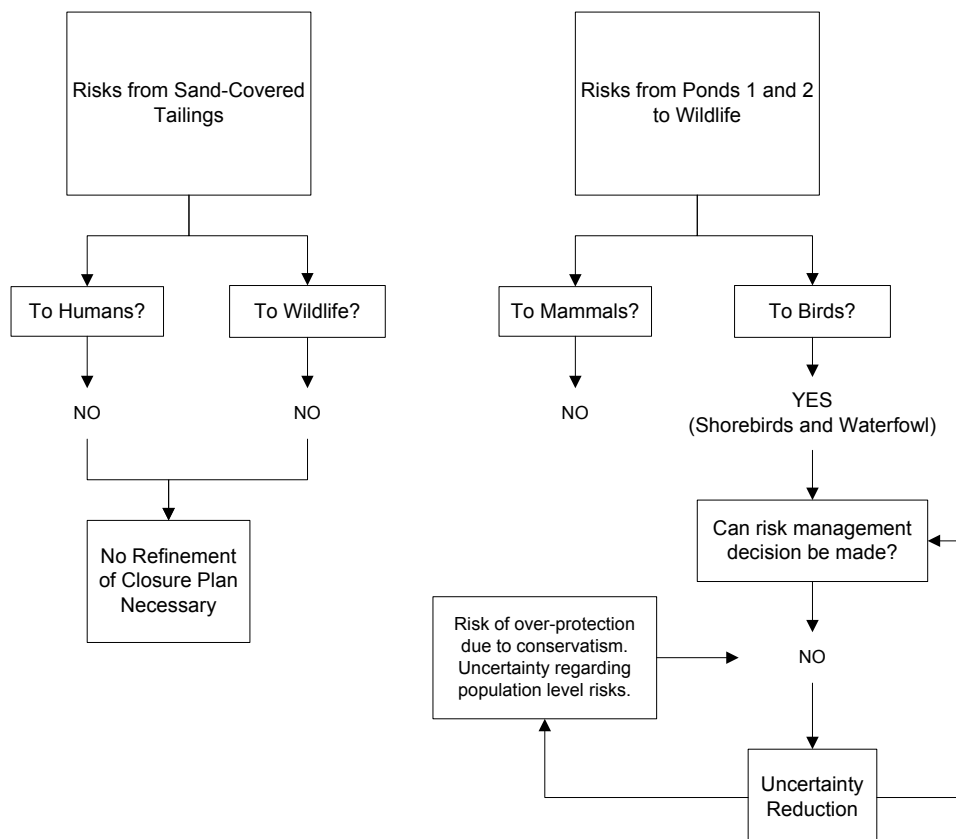 Risks from Sand-Covered
Tailings
To Humans?
To Wildlife?
NO
NO
No Refinement
of Closure Plan
Necessary
Risks from Ponds 1 and 2
to Wildlife
To Mammals?
To Birds?
NO
YES
(Shorebirds and Waterfowl)
Can risk management
decision be made?
Risk of over-protection
due to conservatism.
Uncertainty regarding
population level risks.
NO
Uncertainty
Reduction